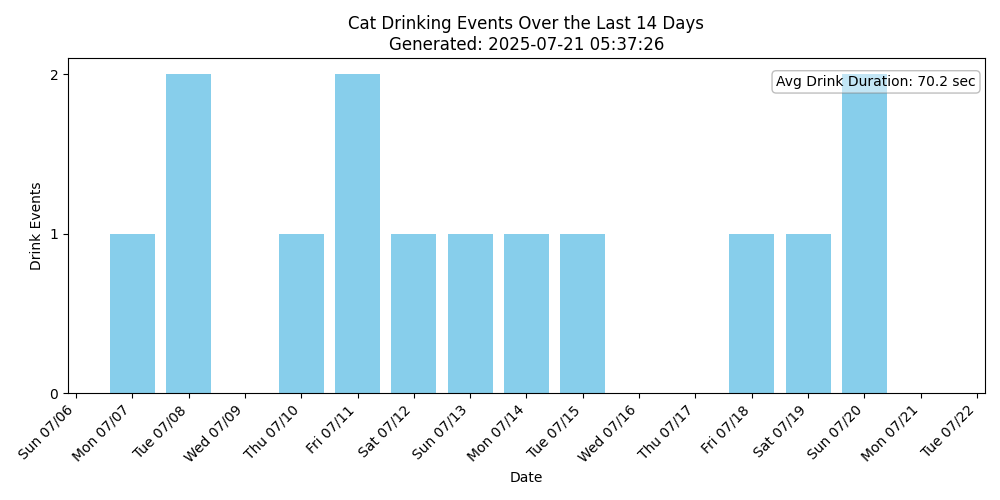 Cat Drinking Events Over the Last 14 Days
Generated: 2025-07-21 05:37:26
Avg Drink Duration: 70.2 sec
Drink Events
2
1
0
Sun 07/06
Mon 07/07
Tue 07/08
Wed 07/09
Thu 07/10
Fri 07/11
Sat 07/12
Sun 07/13
Mon 07/14
Tue 07/15
Wed 07/16
Thu 07/17
Fri 07/18
Sat 07/19
Sun 07/20
Mon 07/21
Tue 07/22
Date